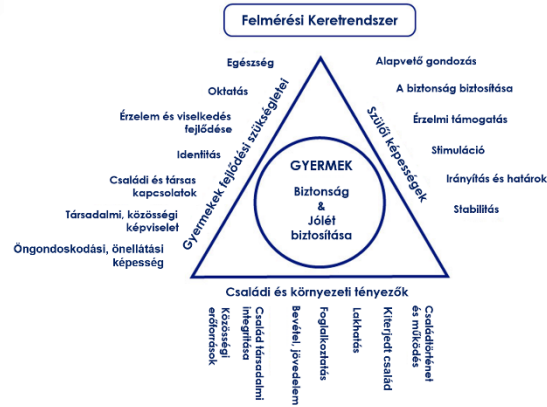 Felmérési Keretrendszer
Egészség
Oktatás
Érzelem és viselkedés
fejlődése
Identitás
Családi és társas
kapcsolatok
Társadalmi, közösségi
képviselet
Öngondoskodási, önellátási
képesség
Gyermekek fejlődési szükségletei
GYERMEK
Biztonság
&
Jólét
biztosítása
Szülői képességek
Alapvető gondozás
A biztonság biztosítása
Érzelmi támogatás
Stimuláció
Irányítás és határok
Stabilitás
Családi és környezeti tényezők
Közösségi
erőforrások
Család társadalmi
integritása
Bevétel, jövedelem
Foglalkoztatás
Lakhatás
Kiterjedt család
Családtörténet
és működés